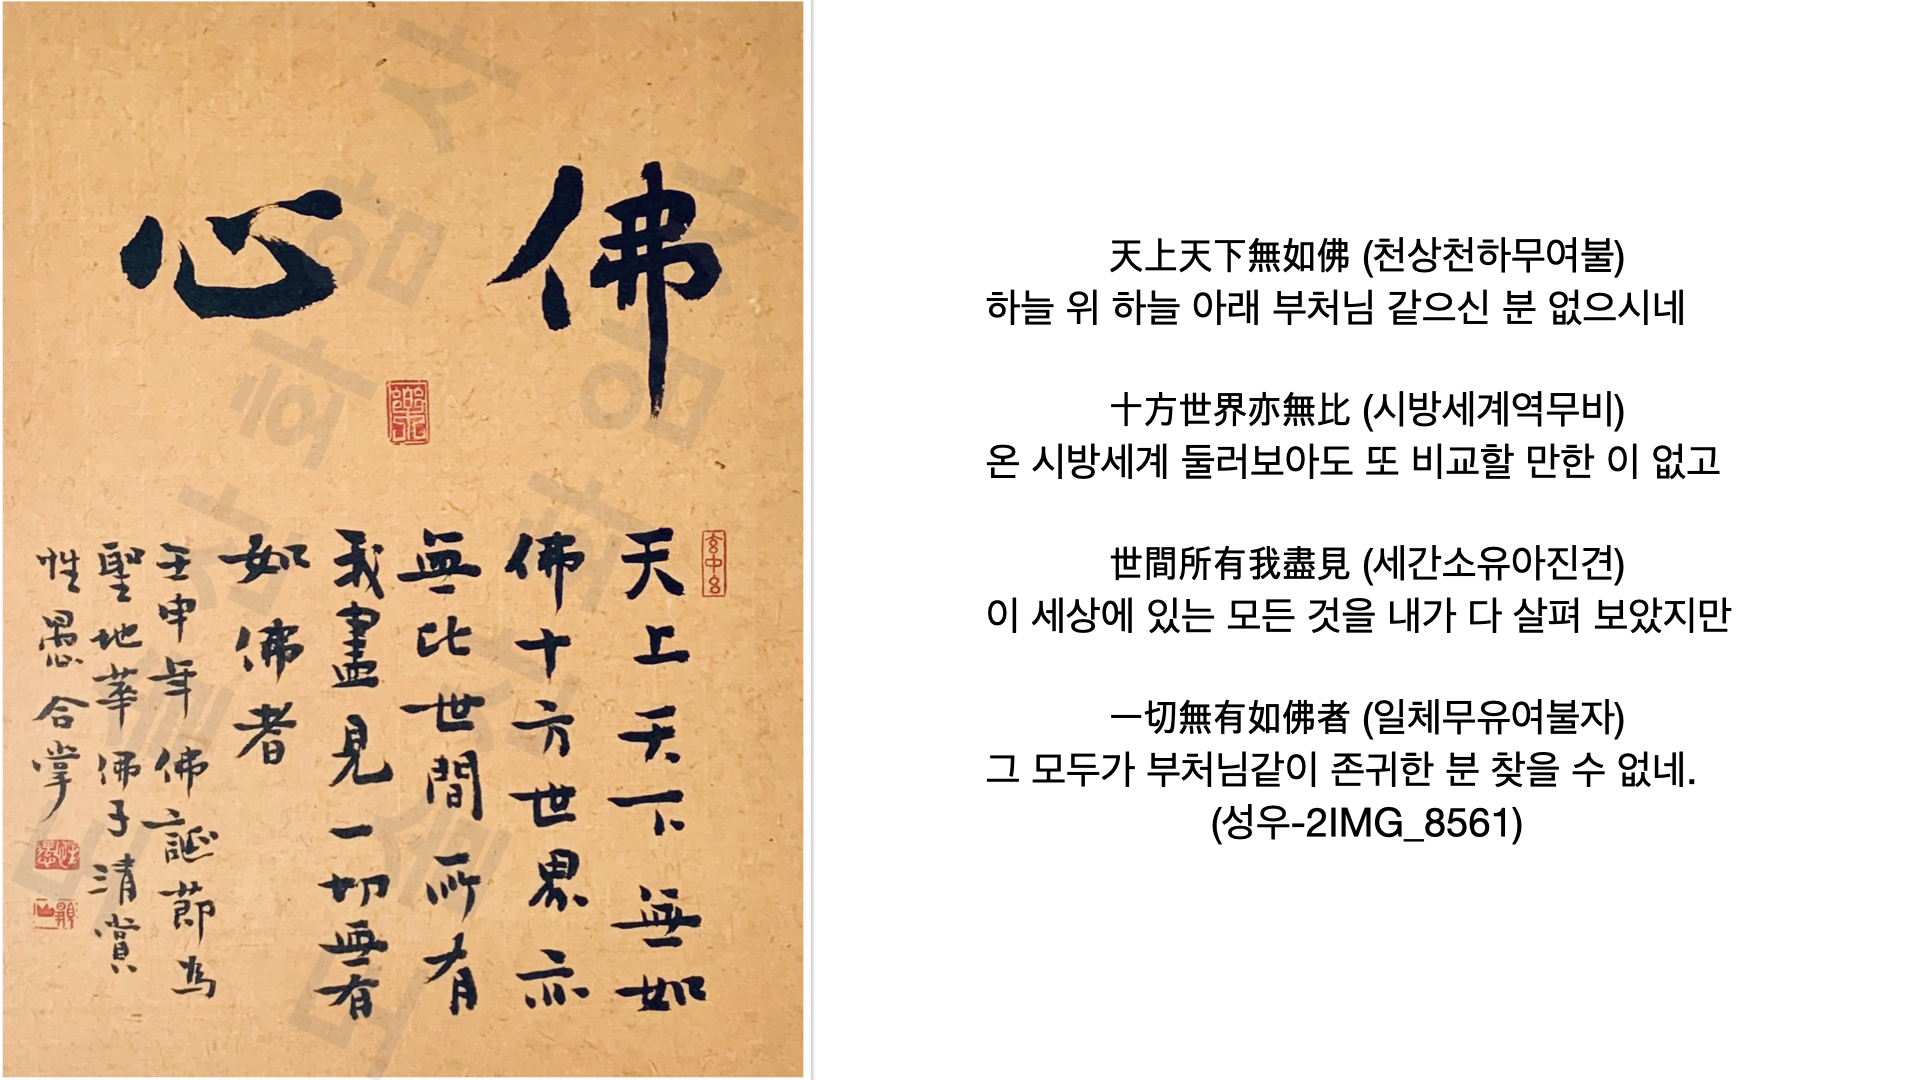 佛心
天上天下無如
佛十方世界亦
無比世間所有
我盡見一切無有
如佛者
壬申年佛誕節為
聖地華佛子清賞
性愚合掌
天上天下無如佛 (천상천하무여불)
하늘 위 하늘 아래 부처님 같으신 분 없으시네
十方世界亦無比 (시방세계역무비)
온 시방세계 둘러보아도 또 비교할 만한 이 없고
世間所有我盡見 (세간소유아진견)
이 세상에 있는 모든 것을 내가 다 살펴 보았지만
一切無有如佛者 (일체무유여불자)
그 모두가 부처님같이 존귀한 분 찾을 수 없네.
(성우-2IMG_8561)